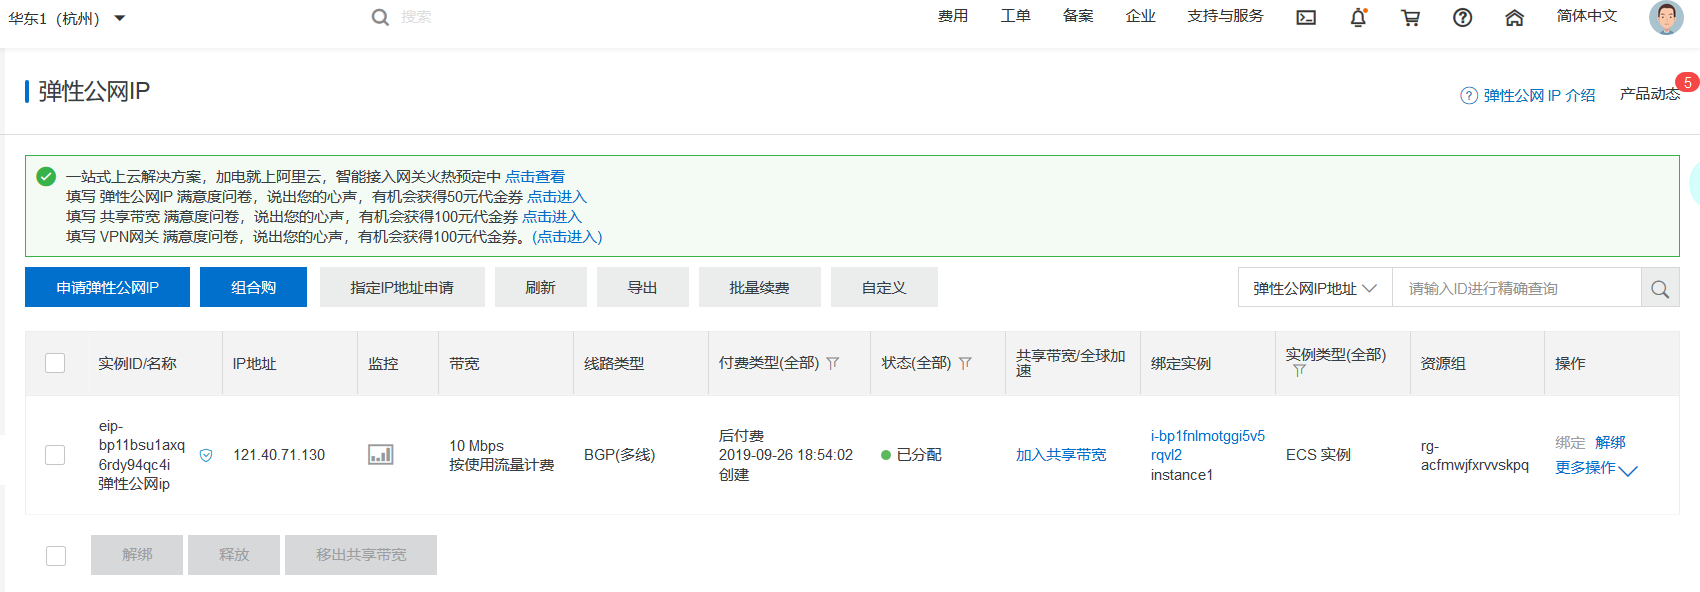 华东1（杭州）
搜索
费用 工单 备案 企业 支持与服务 简体中文
弹性公网IP
弹性公网 IP 介绍 产品动态 5
一站式上云解决方案，加电就上阿里云，智能接入网关火热预定中 点击查看
填写 弹性公网IP 满意度问卷，说出您的心声，有机会获得50元代金券 点击进入
填写 共享带宽 满意度问卷，说出您的心声，有机会获得100元代金券 点击进入
填写 VPN网关 满意度问卷，说出您的心声，有机会获得100元代金券。(点击进入)
申请弹性公网IP 组合购 指定IP地址申请 刷新 导出 批量续费 自定义 弹性公网IP地址 请输入ID进行精确查询
实例ID/名称
IP地址
监控
带宽
线路类型
付费类型(全部)
状态(全部)
共享带宽/全球加
速
绑定实例
实例类型(全部)
资源组
操作
eip-
bp11bsu1axq
6rdy94qc4i
弹性公网ip
121.40.71.130
10 Mbps
按使用流量计费
BGP(多线)
后付费
2019-09-26 18:54:02
创建
已分配
加入共享带宽
i-bp1fnlmotggi5v5
rqvl2
instance1
ECS 实例
rg-
acfmwjfxrvvskpq
绑定 解绑
更多操作
解绑 释放 移出共享带宽